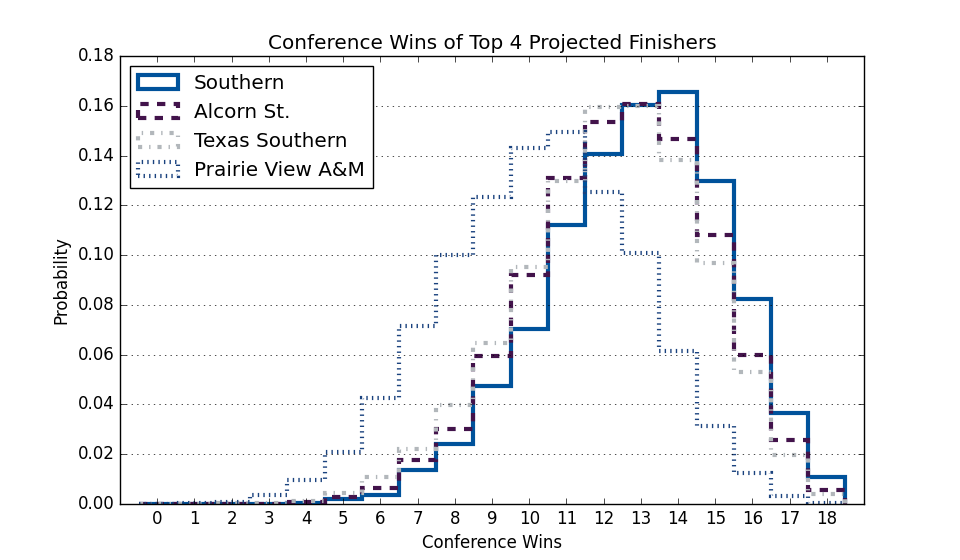 Conference Wins of Top 4 Projected Finishers
Southern
Alcorn St.
Texas Southern
Prairie View A&M
0.18
0.16
0.14
0.12
0.10
0.08
0.06
0.04
0.02
0.00
Probability
0 1 2 3 4 5 6 7 8 9 10 11 12 13 14 15 16 17 18
Conference Wins